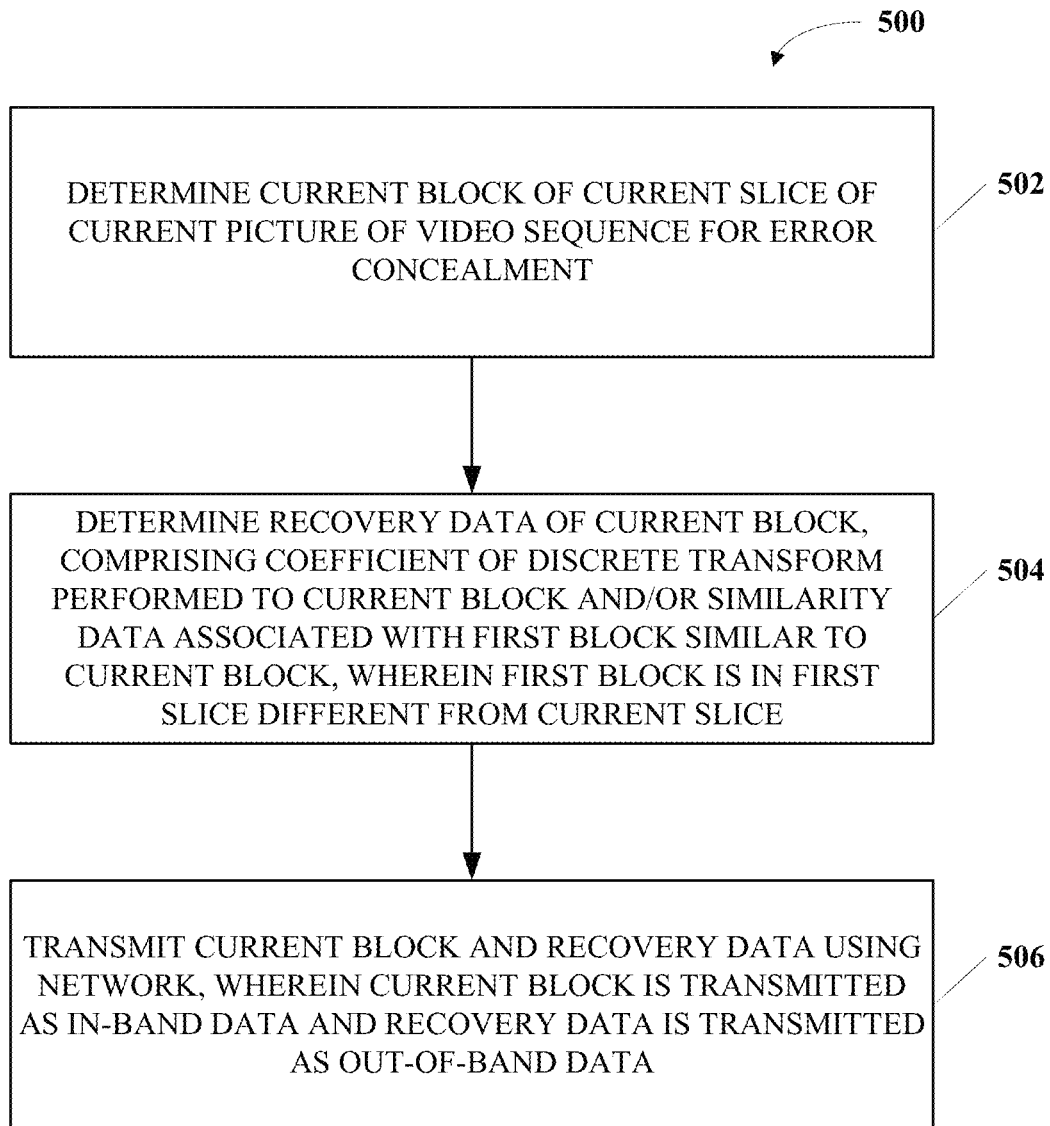 500
DETERMINE CURRENT BLOCK OF CURRENT SLICE OF
CURRENT PICTURE OF VIDEO SEQUENCE FOR ERROR
CONCEALMENT
502
DETERMINE RECOVERY DATA OF CURRENT BLOCK,
COMPRISING COEFFICIENT OF DISCRETE TRANSFORM
PERFORMED TO CURRENT BLOCK AND/OR SIMILARITY
DATA ASSOCIATED WITH FIRST BLOCK SIMILAR TO
CURRENT BLOCK, WHEREIN FIRST BLOCK IS IN FIRST
SLICE DIFFERENT FROM CURRENT SLICE
504
TRANSMIT CURRENT BLOCK AND RECOVERY DATA USING
NETWORK, WHEREIN CURRENT BLOCK IS TRANSMITTED
AS IN-BAND DATA AND RECOVERY DATA IS TRANSMITTED
AS OUT-OF-BAND DATA
506